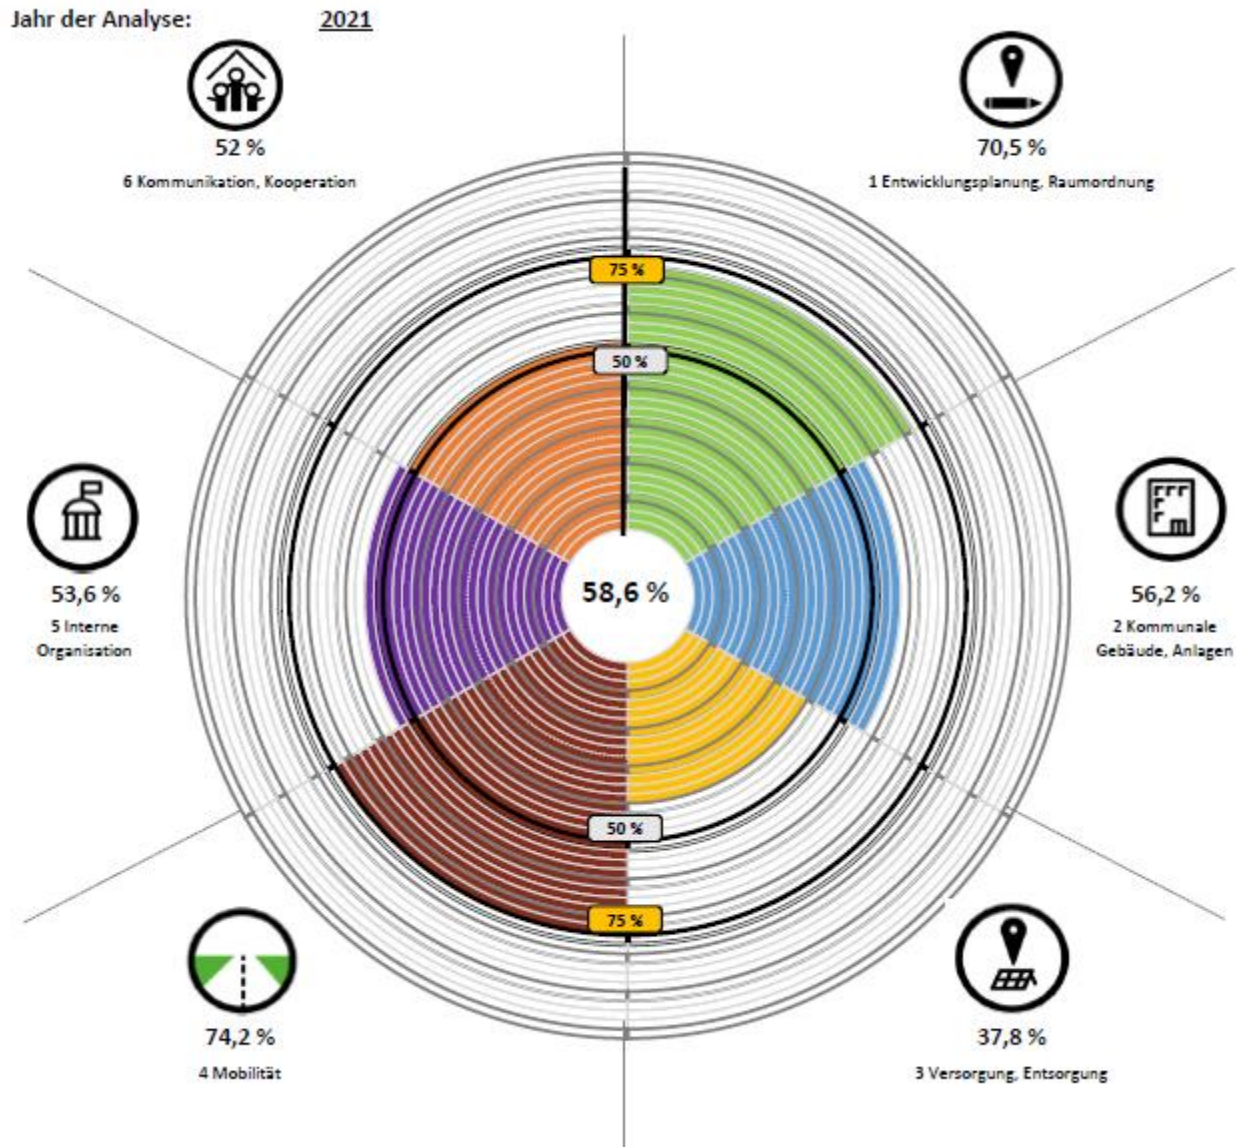 Jahr der Analyse: 2021
52 %
6 Kommunikation, Kooperation
70,5 %
1 Entwicklungsplanung, Raumordnung
75 %
50 %
53,6 %
5 Interne
Organisation
58,6 %
56,2 %
2 Kommunale
Gebäude, Anlagen
50 %
75 %
74,2 %
4 Mobilität
37,8 %
3 Versorgung, Entsorgung